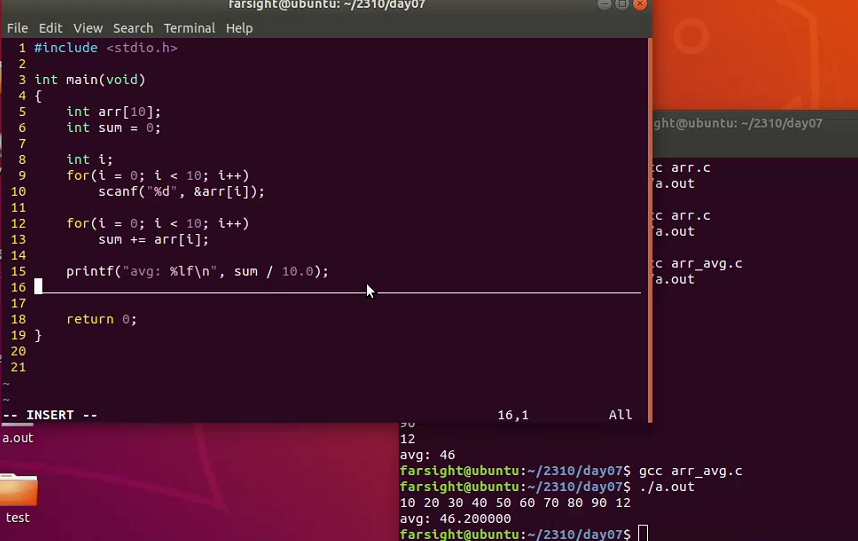 farsight@ubuntu: ~/2310/day07
File Edit View Search Terminal Help
1 #include <stdio.h>
2
3 int main(void)
4 {
5     int arr[10];
6     int sum = 0;
7
8     int i;
9     for(i = 0; i < 10; i++)
10         scanf("%d", &arr[i]);
11
12     for(i = 0; i < 10; i++)
13         sum += arr[i];
14
15     printf("avg: %lf\n", sum / 10.0);
16
17
18     return 0;
19 }
20
21
~
~
-- INSERT -- 16,1 All
a.out
test
ght@ubuntu: ~/2310/day07
cc arr.c
/a.out
cc arr.c
/a.out
cc arr_avg.c
/a.out
90
12
avg: 46
farsight@ubuntu:~/2310/day07$ gcc arr_avg.c
farsight@ubuntu:~/2310/day07$ ./a.out
10 20 30 40 50 60 70 80 90 12
avg: 46.200000
farsight@ubuntu:~/2310/day07$